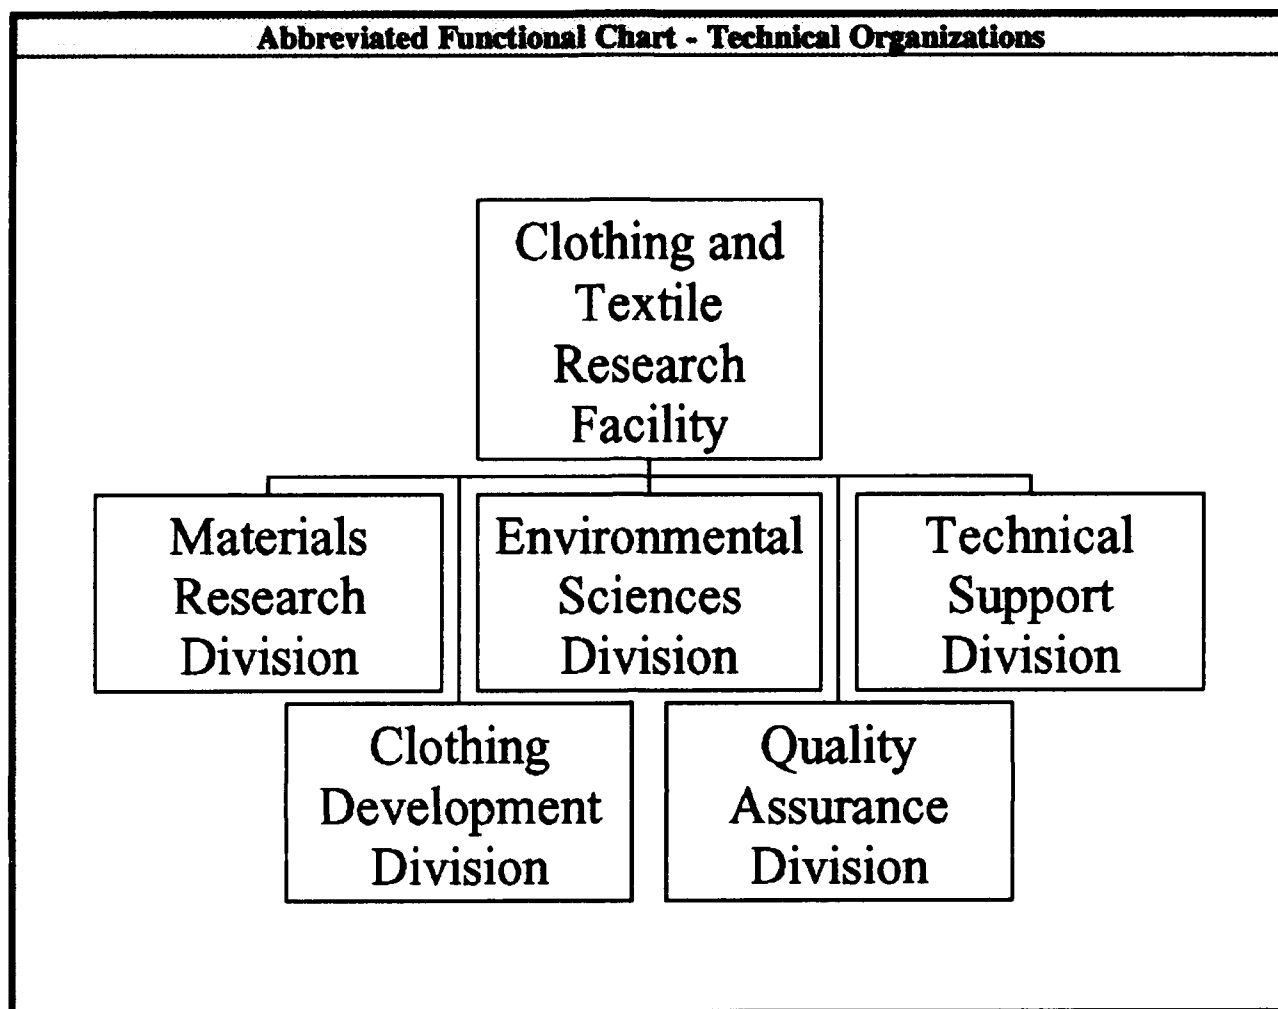 Abbreviated Functional Chart - Technical Organizations
Clothing and
Textile
Research
Facility
Materials
Research
Division
Environmental
Sciences
Division
Technical
Support
Division
Clothing
Development
Division
Quality
Assurance
Division